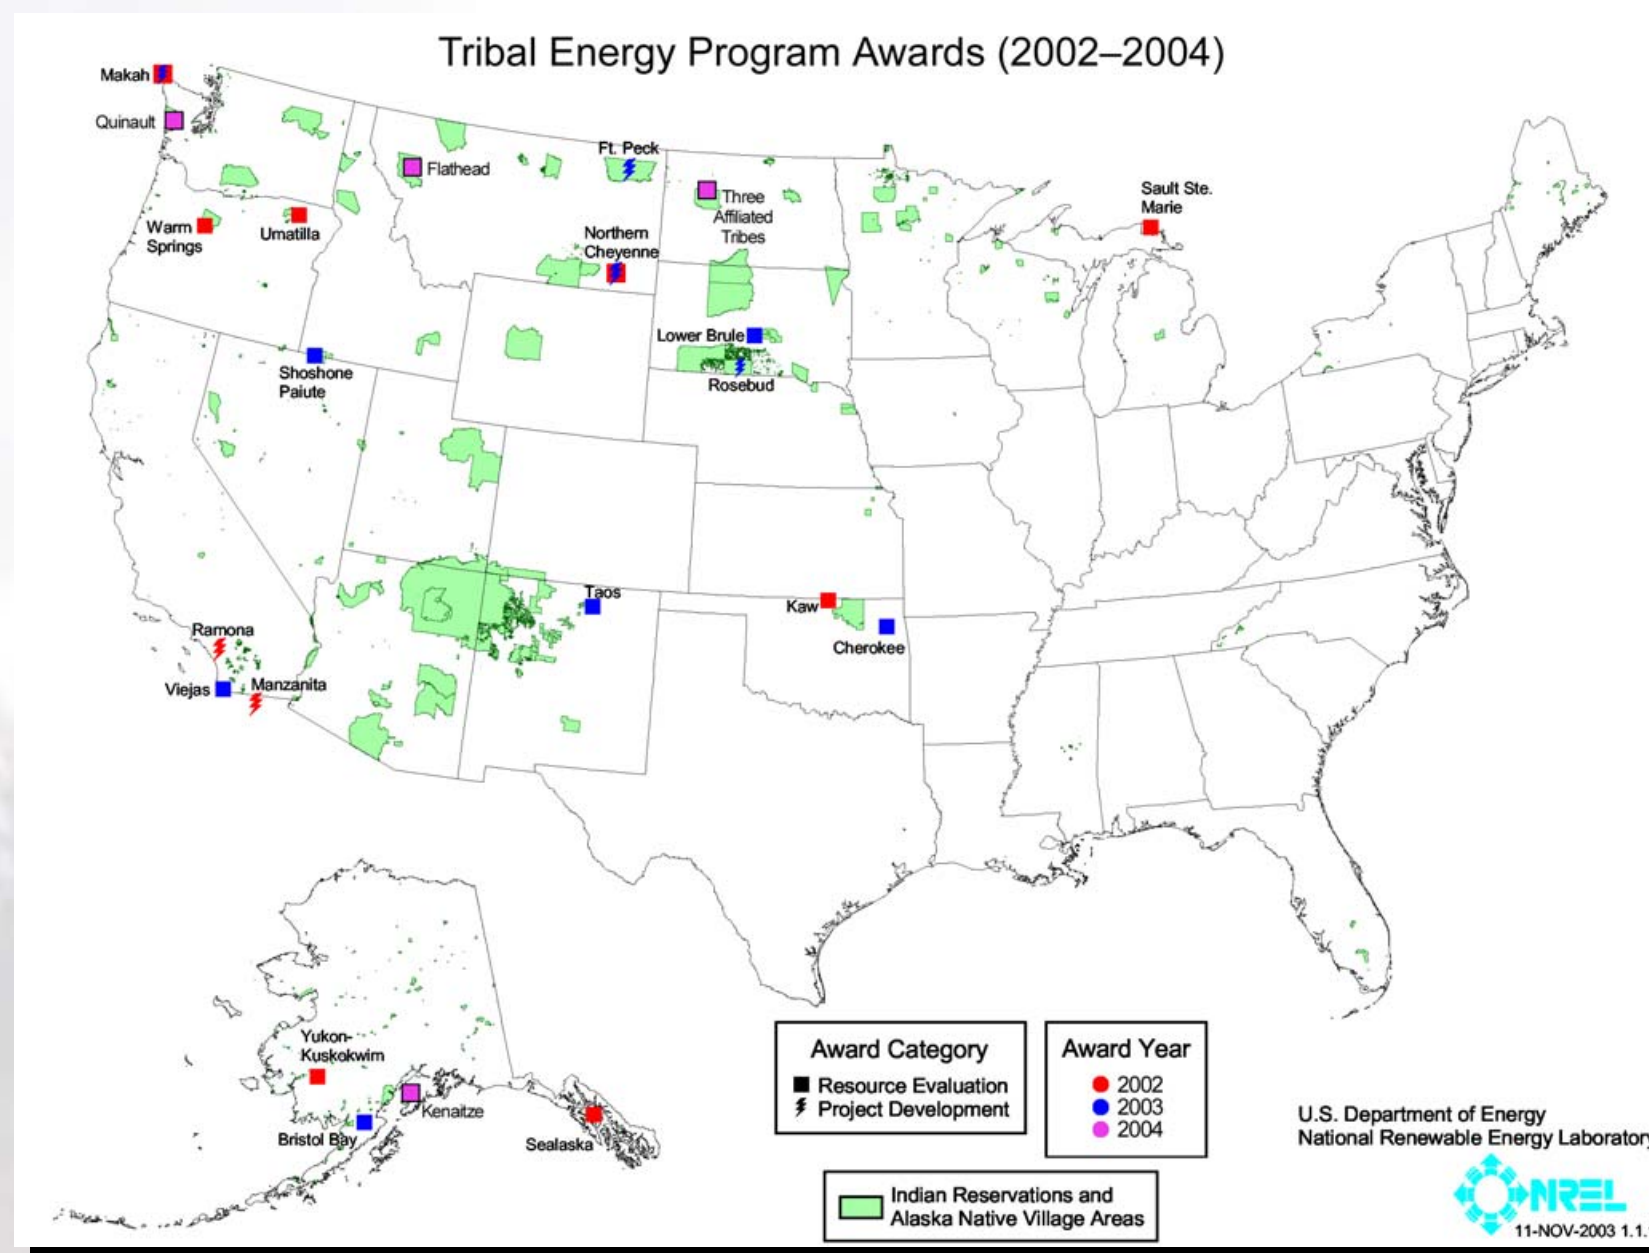 Tribal Energy Program Awards (2002–2004)
Makah
Quinault
Flathead
Ft. Peck
Three
Affiliated
Tribes
Sault Ste.
Marie
Warm
Springs
Umatilla
Northern
Cheyenne
Lower Brule
Rosebud
Shoshone
Paiute
Taos
Kaw
Cherokee
Ramona
Viejas
Manzanita
Yukon-
Kuskokwim
Kenaitze
Bristol Bay
Sealaska
Award Category
Resource Evaluation
Project Development
Award Year
2002
2003
2004
Indian Reservations and
Alaska Native Village Areas
U.S. Department of Energy
National Renewable Energy Laboratory
NREL
11-NOV-2003 1.1.